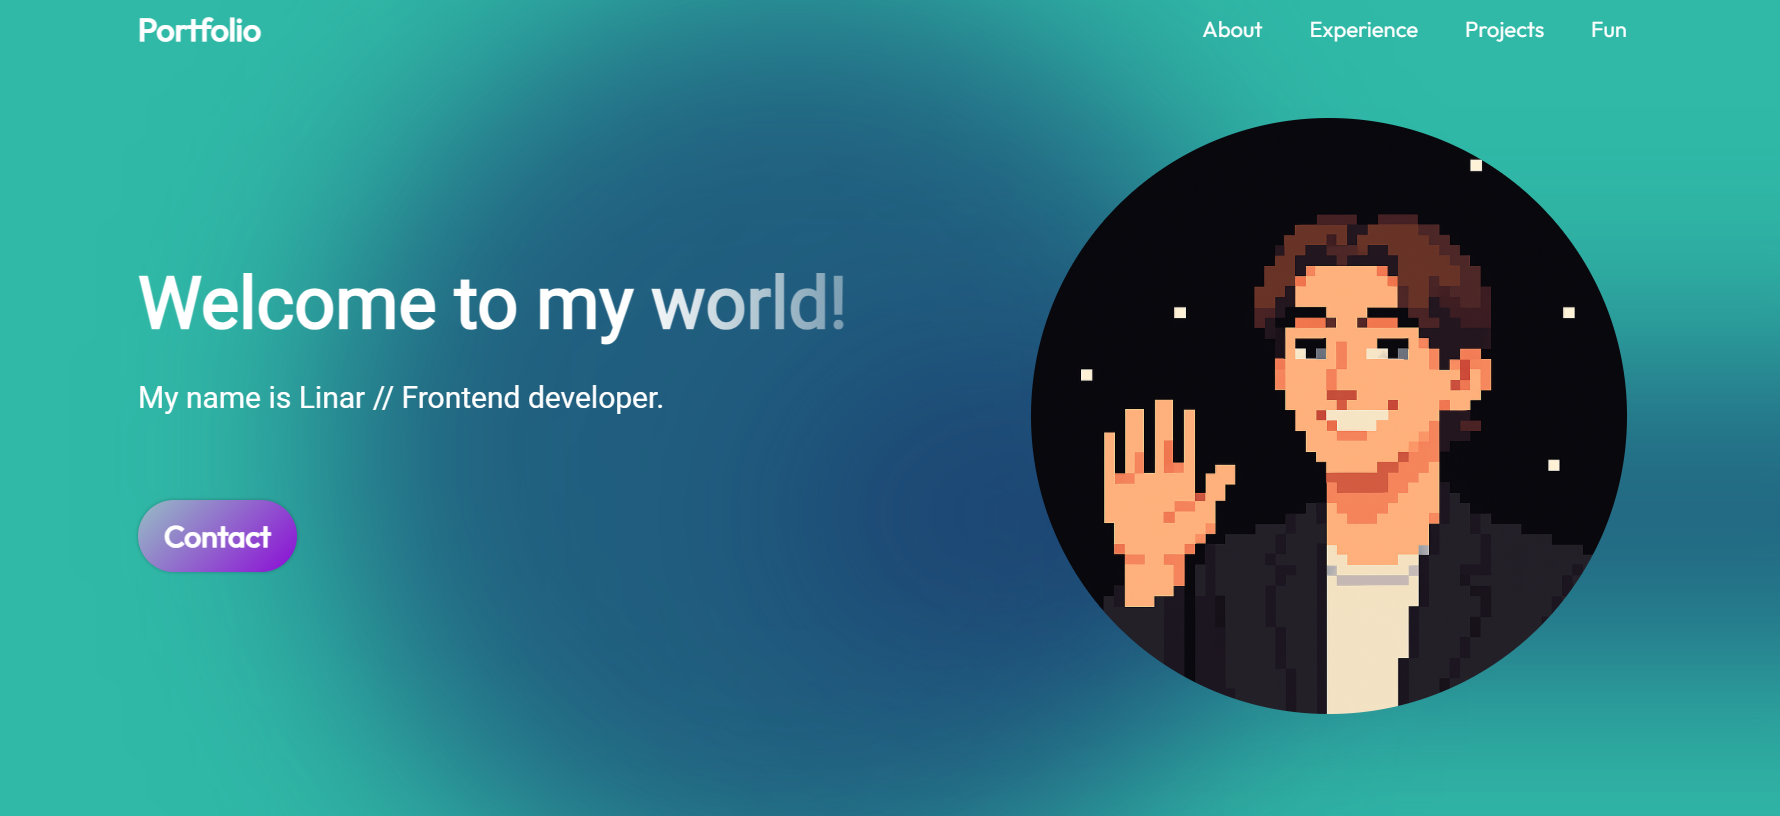 Portfolio
About Experience Projects Fun
Welcome to my world!
My name is Linar // Frontend developer.
Contact